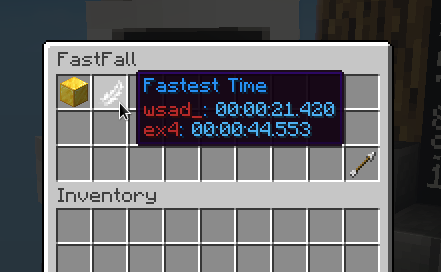 FastFall
Fastest Time
wsad_: 00:00:21.420
ex4: 00:00:44.553
Inventory